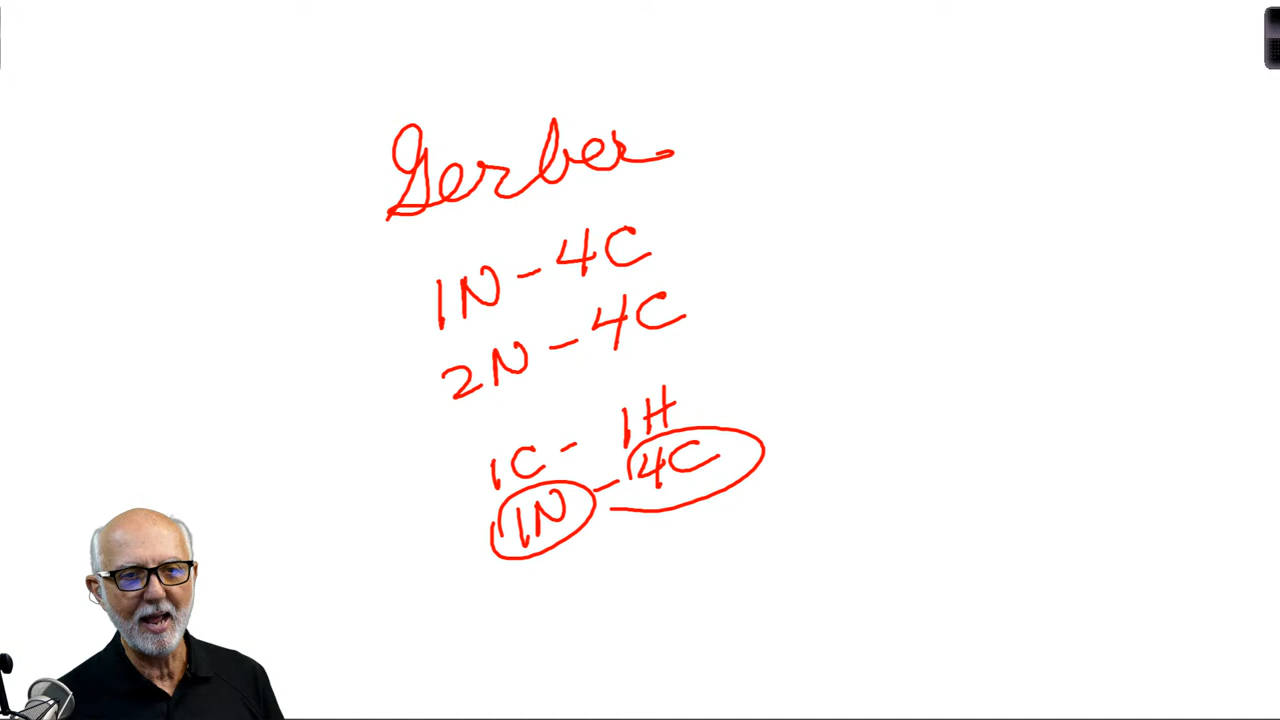 Gerber
1N - 4C
2N - 4C
1C - 1H
1N - 4C